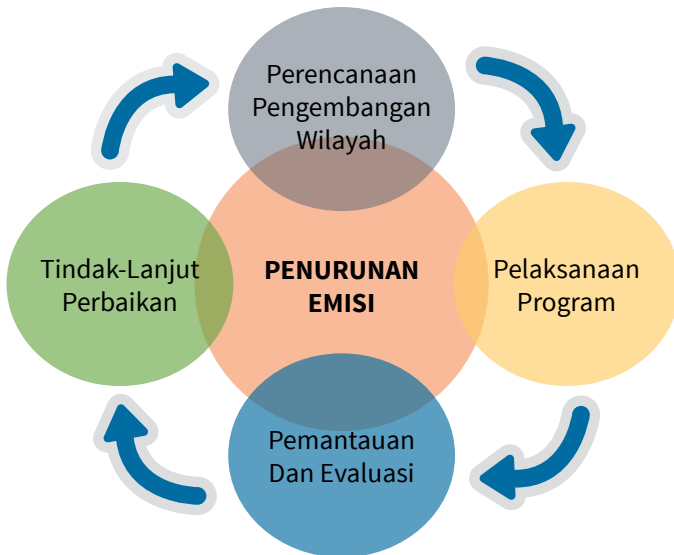 Perencanaan
Pengembangan
Wilayah
Tindak-Lanjut
Perbaikan
PENURUNAN
EMISI
Pelaksanaan
Program
Pemantauan
Dan Evaluasi